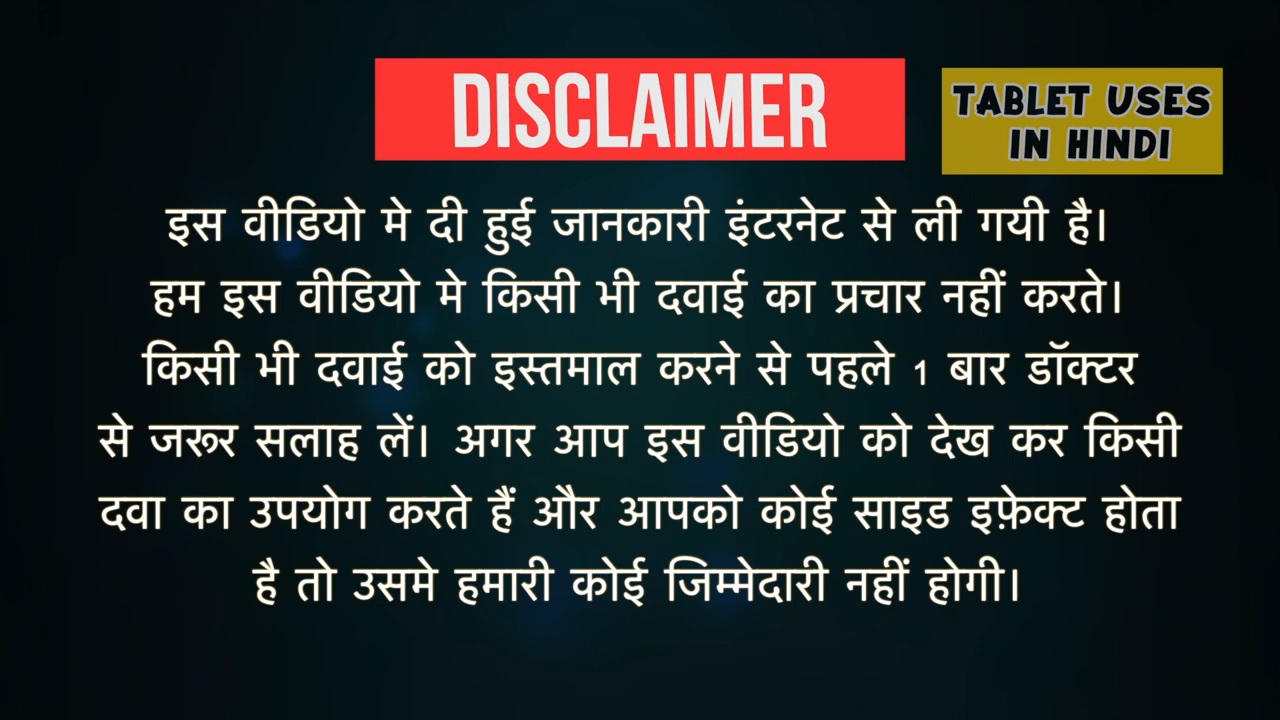 DISCLAIMER
TABLET USES
IN HINDI
इस वीडियो मे दी हुई जानकारी इंटरनेट से ली गयी है।
हम इस वीडियो मे किसी भी दवाई का प्रचार नहीं करते।
किसी भी दवाई को इस्तमाल करने से पहले 1 बार डॉक्टर
से जरूर सलाह लें। अगर आप इस वीडियो को देख कर किसी
दवा का उपयोग करते हैं और आपको कोई साइड इफ़ेक्ट होता
है तो उसमे हमारी कोई जिम्मेदारी नहीं होगी।